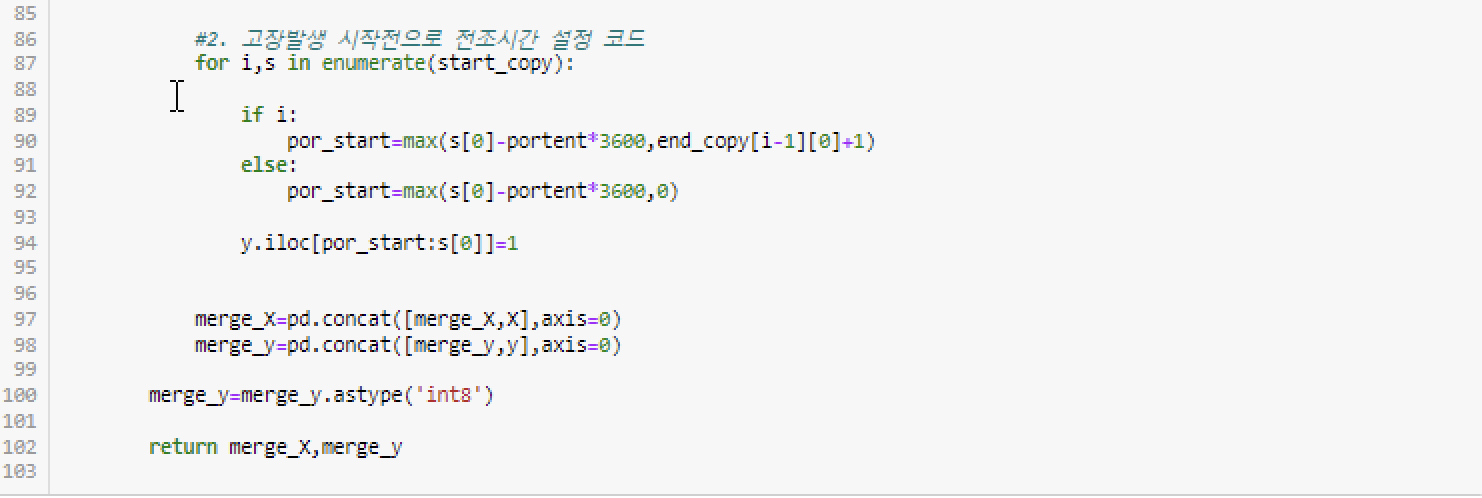 85
86 #2. 고장발생 시작전으로 전조시간 설정 코드
87 for i,s in enumerate(start_copy):
88
89 if i:
90 por_start=max(s[0]-portent*3600,end_copy[i-1][0]+1)
91 else:
92 por_start=max(s[0]-portent*3600,0)
93
94 y.iloc[por_start:s[0]]=1
95
96
97 merge_X=pd.concat([merge_X,X],axis=0)
98 merge_y=pd.concat([merge_y,y],axis=0)
99
100 merge_y=merge_y.astype('int8')
101
102 return merge_X,merge_y
103